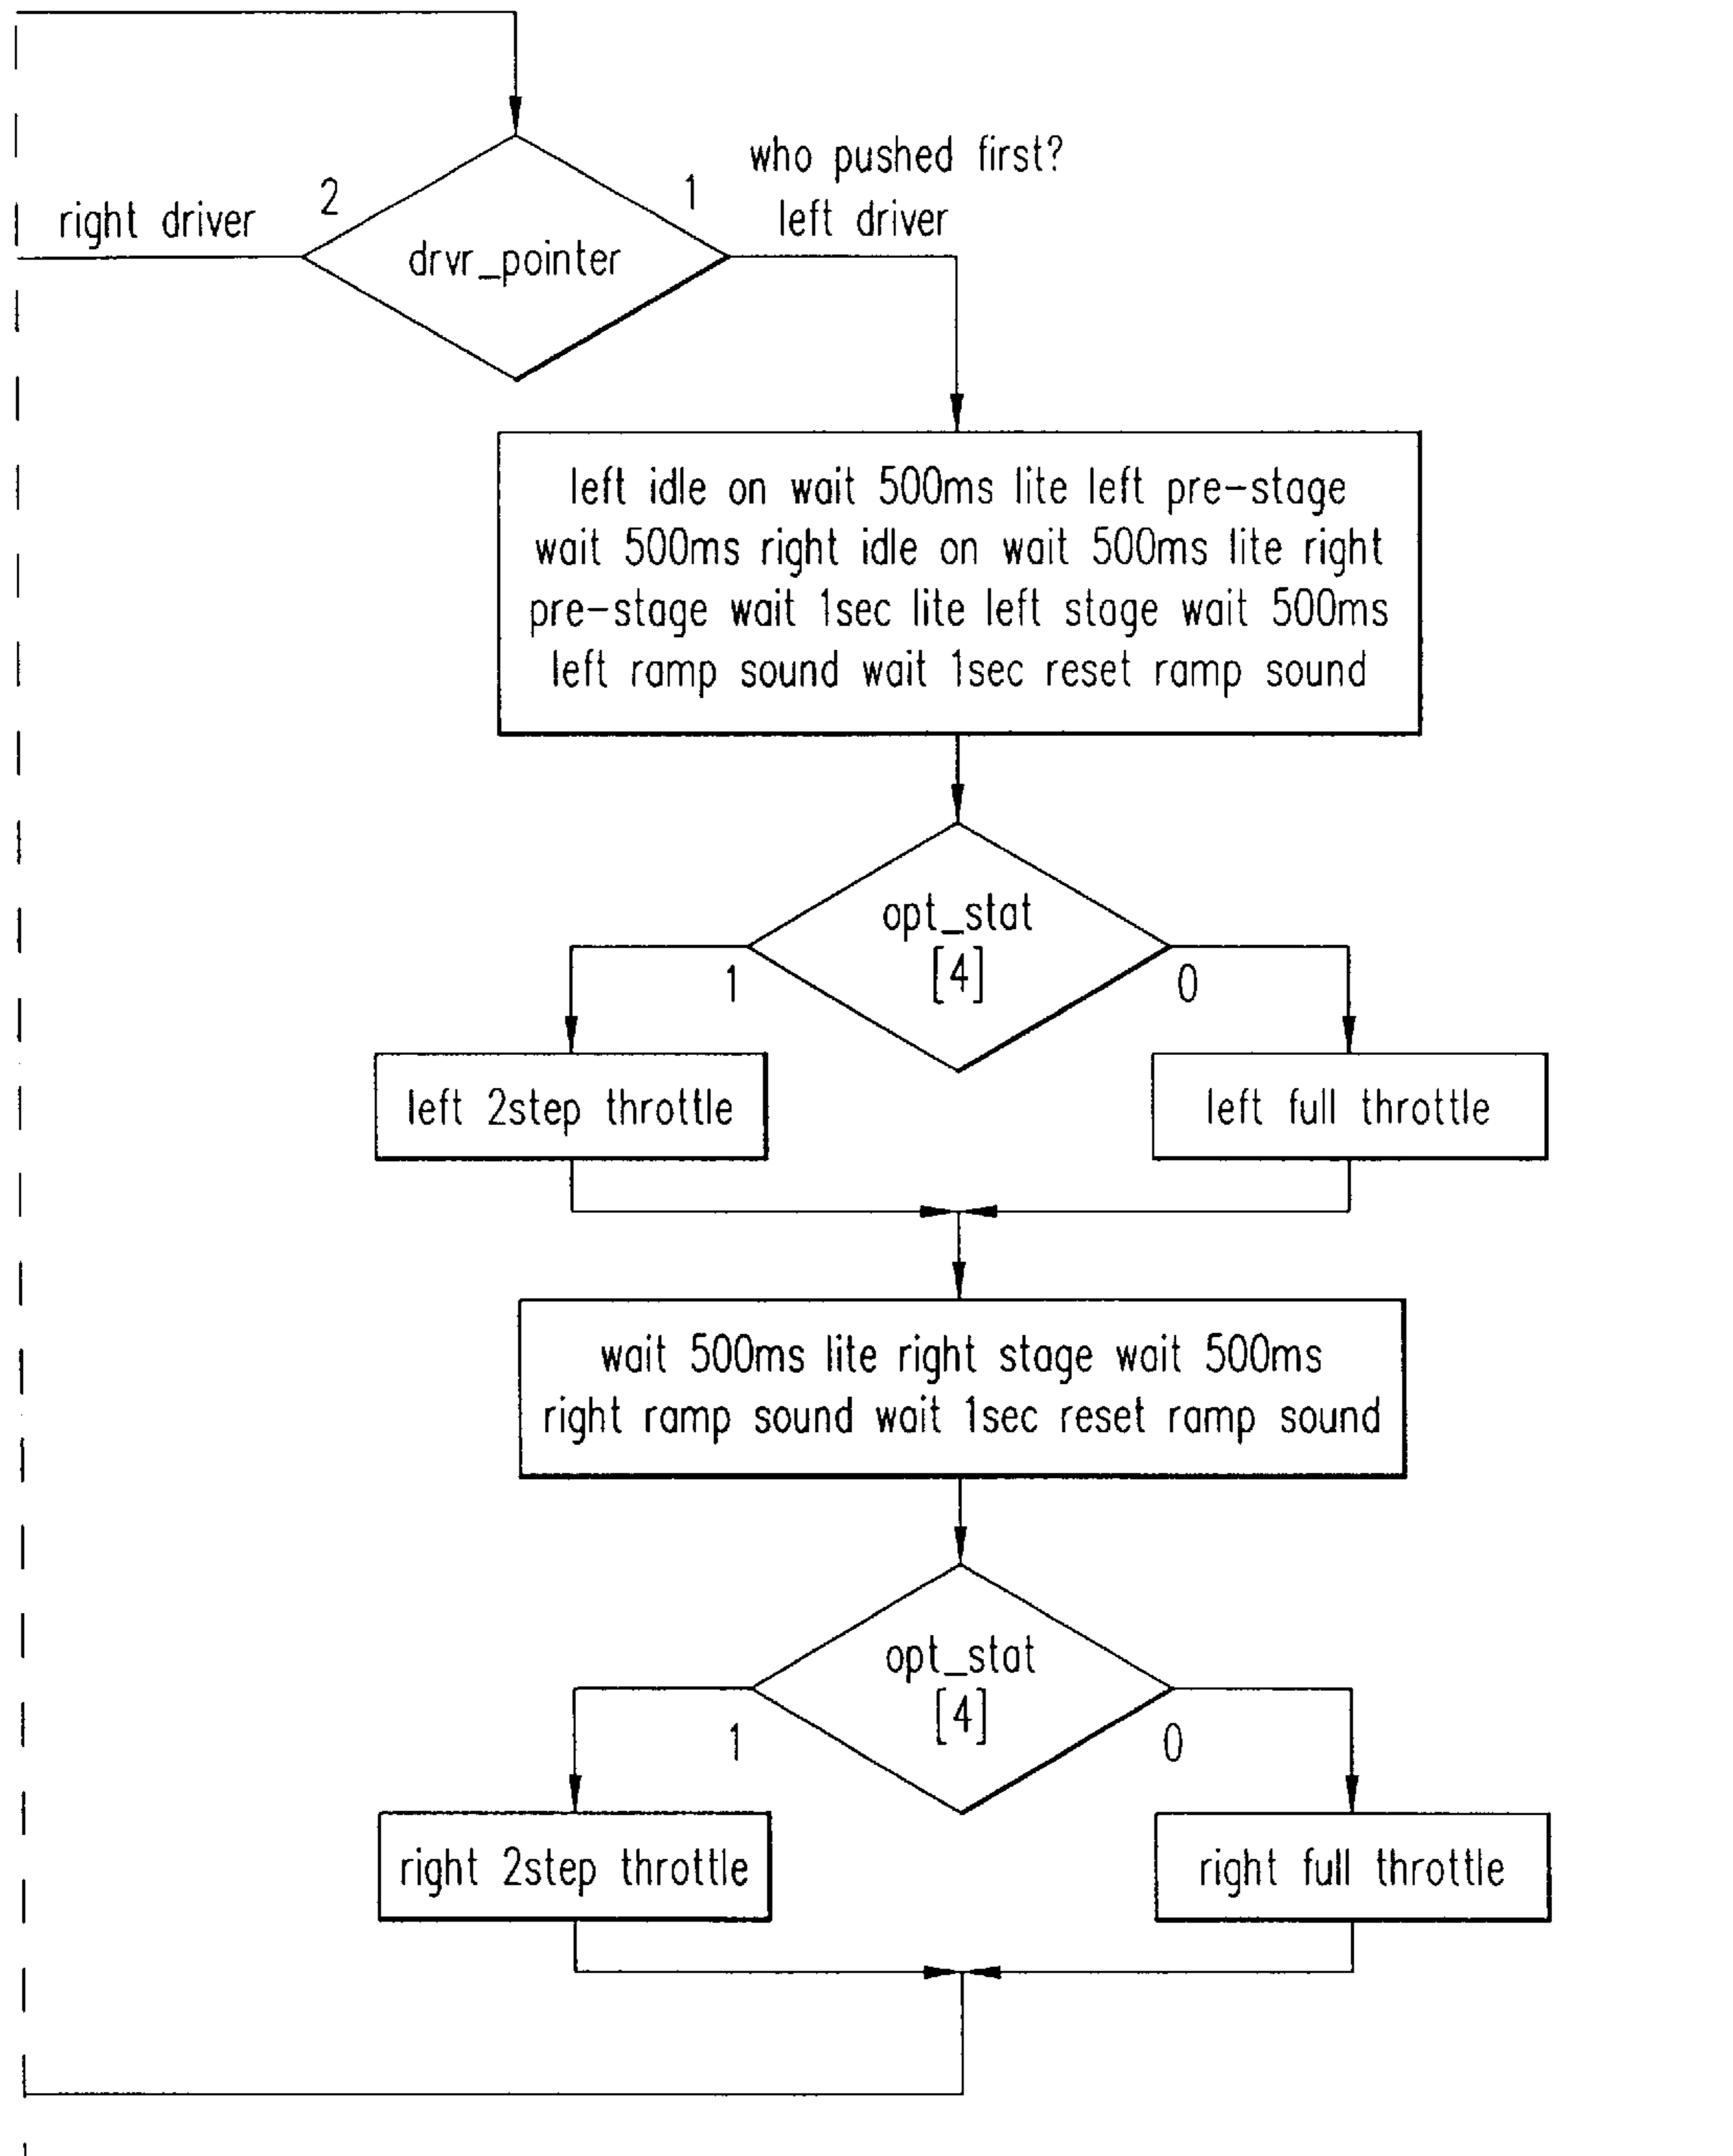 who pushed first?
2
1
right driver
left driver
drvr_pointer
left idle on wait 500ms lite left pre-stage
wait 500ms right idle on wait 500ms lite right
pre-stage wait 1sec lite left stage wait 500ms
left ramp sound wait 1sec reset ramp sound
opt_stat
[4]
1
0
left 2step throttle
left full throttle
wait 500ms lite right stage wait 500ms
right ramp sound wait 1sec reset ramp sound
opt_stat
[4]
1
0
right 2step throttle
right full throttle